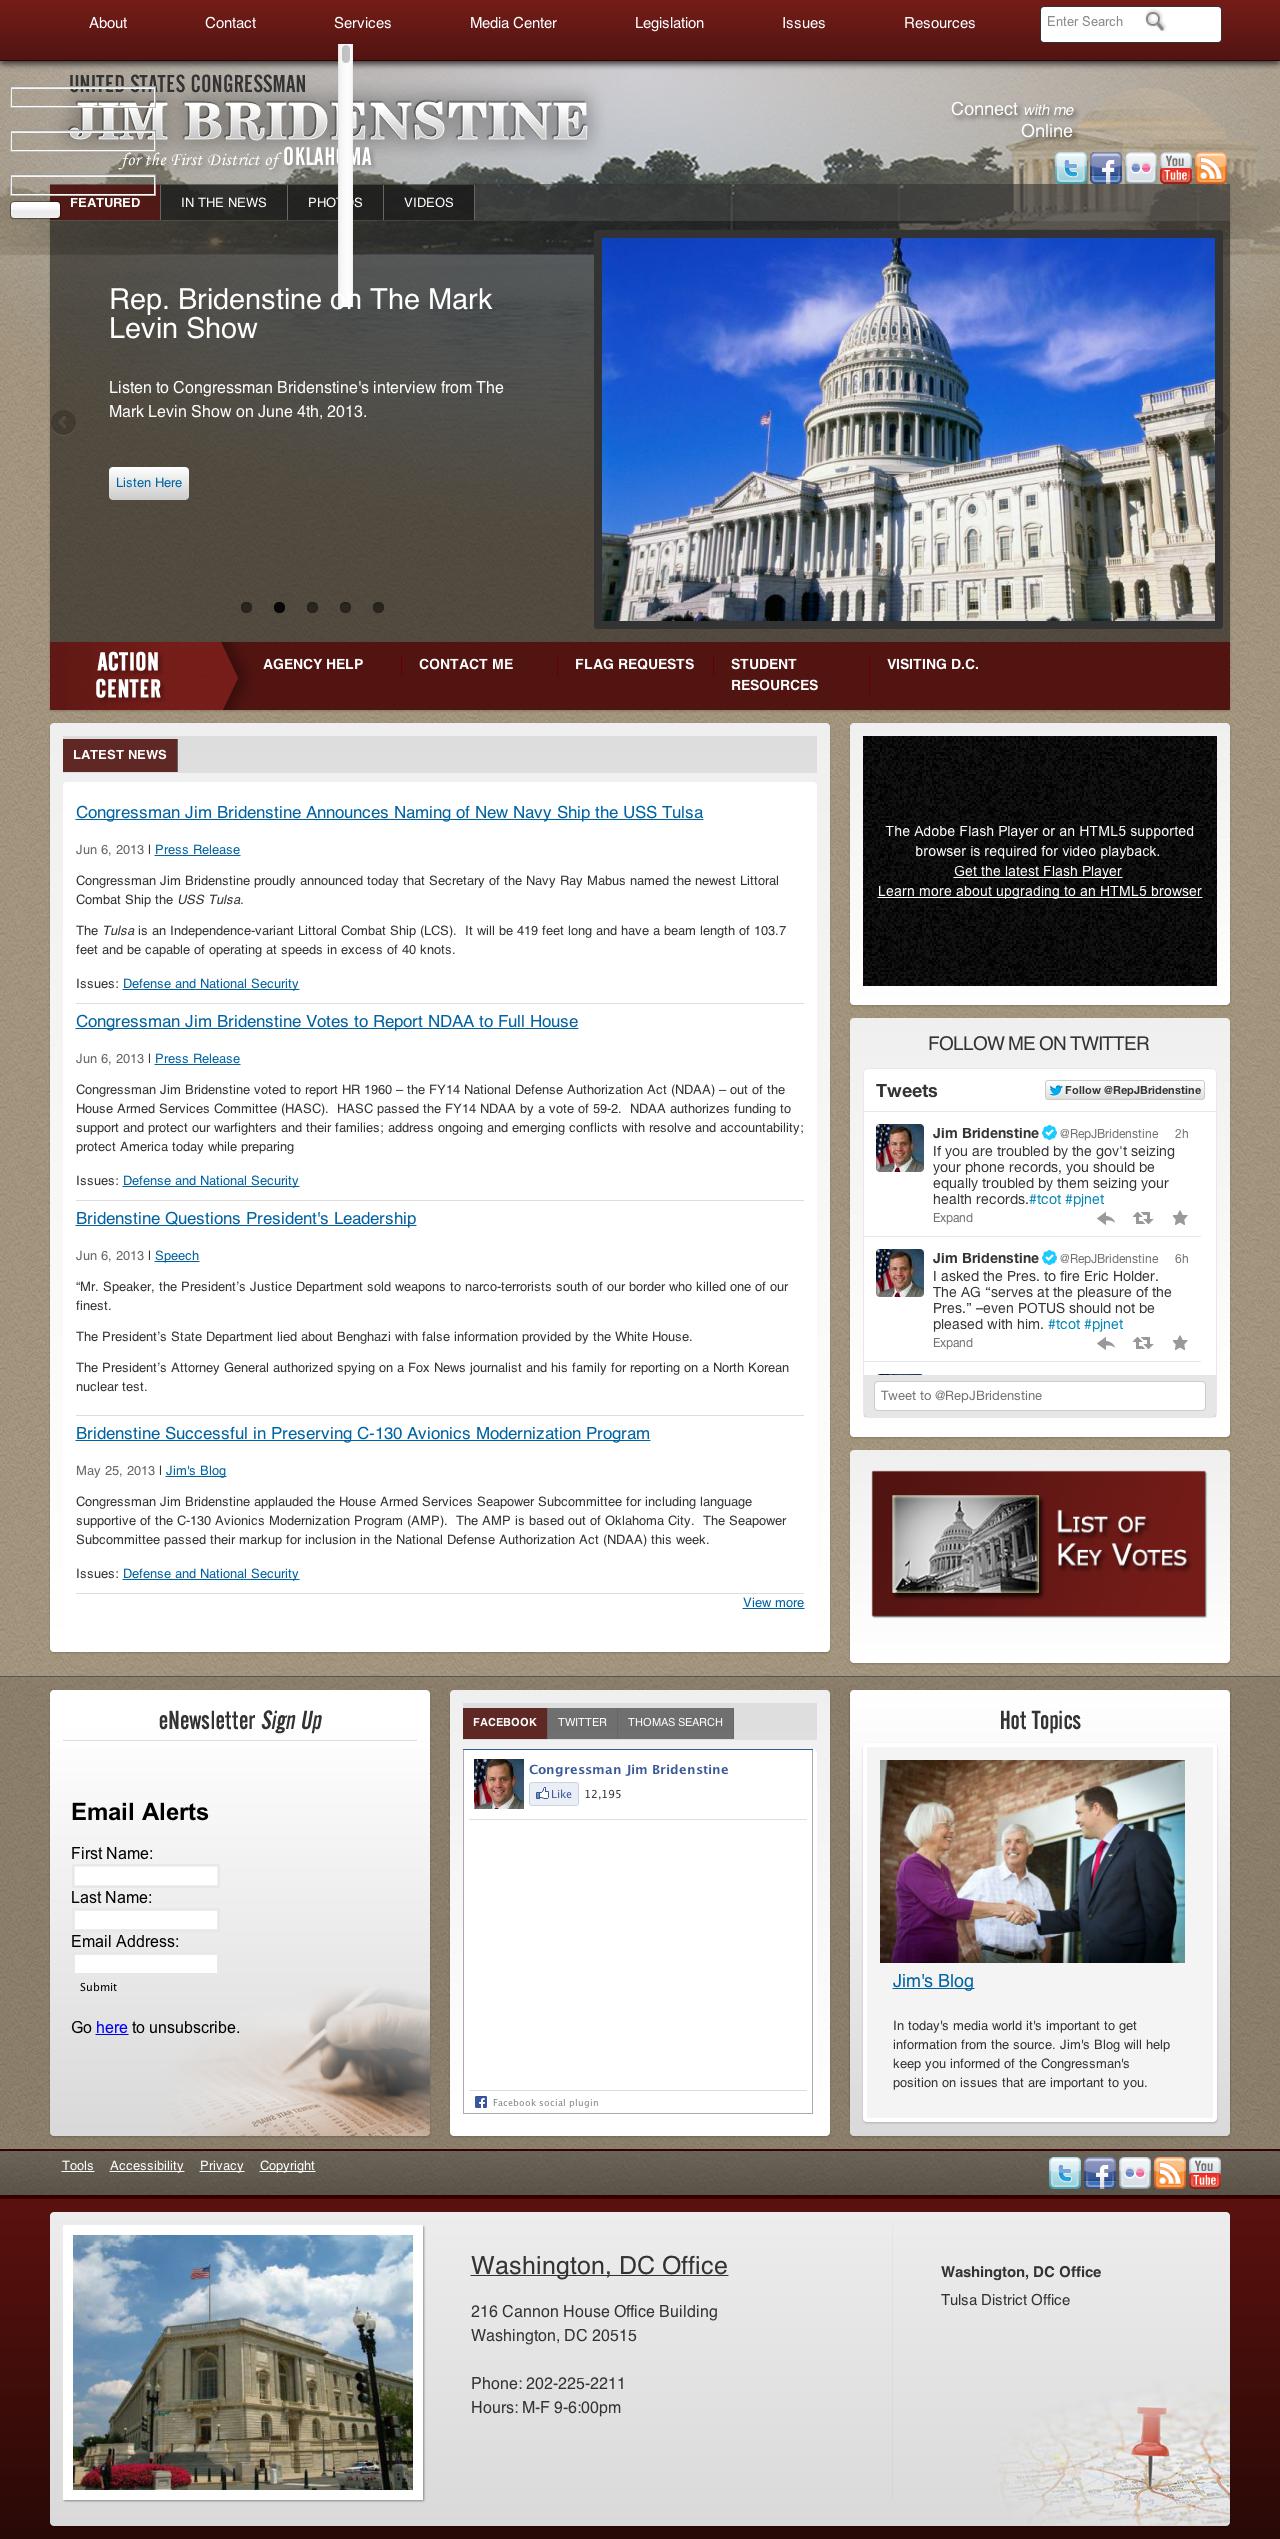 About Contact Services Media Center Legislation Issues Resources Enter Search
UNITED STATES CONGRESSMAN
JIM BRIDENSTINE
for the First District of OKLAHOMA
Connect with me
Online
You
Tube
FEATURED IN THE NEWS PHOTOS VIDEOS
Rep. Bridenstine on The Mark
Levin Show
Listen to Congressman Bridenstine's interview from The
Mark Levin Show on June 4th, 2013.
Listen Here
ACTION
CENTER
AGENCY HELP CONTACT ME FLAG REQUESTS STUDENT
RESOURCES
VISITING D.C.
LATEST NEWS
Congressman Jim Bridenstine Announces Naming of New Navy Ship the USS Tulsa
Jun 6, 2013 | Press Release
Congressman Jim Bridenstine proudly announced today that Secretary of the Navy Ray Mabus named the newest Littoral
Combat Ship the USS Tulsa.
The Tulsa is an Independence-variant Littoral Combat Ship (LCS).  It will be 419 feet long and have a beam length of 103.7
feet and be capable of operating at speeds in excess of 40 knots.
Issues: Defense and National Security
Congressman Jim Bridenstine Votes to Report NDAA to Full House
Jun 6, 2013 | Press Release
Congressman Jim Bridenstine voted to report HR 1960 – the FY14 National Defense Authorization Act (NDAA) – out of the
House Armed Services Committee (HASC).  HASC passed the FY14 NDAA by a vote of 59-2.  NDAA authorizes funding to
support and protect our warfighters and their families; address ongoing and emerging conflicts with resolve and accountability;
protect America today while preparing
Issues: Defense and National Security
Bridenstine Questions President's Leadership
Jun 6, 2013 | Speech
“Mr. Speaker, the President’s Justice Department sold weapons to narco-terrorists south of our border who killed one of our
finest.
The President’s State Department lied about Benghazi with false information provided by the White House.
The President’s Attorney General authorized spying on a Fox News journalist and his family for reporting on a North Korean
nuclear test.
Bridenstine Successful in Preserving C-130 Avionics Modernization Program
May 25, 2013 | Jim's Blog
Congressman Jim Bridenstine applauded the House Armed Services Seapower Subcommittee for including language
supportive of the C-130 Avionics Modernization Program (AMP).  The AMP is based out of Oklahoma City.  The Seapower
Subcommittee passed their markup for inclusion in the National Defense Authorization Act (NDAA) this week.
Issues: Defense and National Security
View more
The Adobe Flash Player or an HTML5 supported
browser is required for video playback.
Get the latest Flash Player
Learn more about upgrading to an HTML5 browser
FOLLOW ME ON TWITTER
Tweets Follow @RepJBridenstine
Jim Bridenstine @RepJBridenstine 2h
If you are troubled by the gov't seizing
your phone records, you should be
equally troubled by them seizing your
health records.#tcot #pjnet
Expand
Jim Bridenstine @RepJBridenstine 6h
I asked the Pres. to fire Eric Holder.
The AG “serves at the pleasure of the
Pres.” –even POTUS should not be
pleased with him. #tcot #pjnet
Expand
Tweet to @RepJBridenstine
LIST OF
KEY VOTES
eNewsletter Sign Up
Email Alerts
First Name:
Last Name:
Email Address:
Submit
Go here to unsubscribe.
FACEBOOK TWITTER THOMAS SEARCH
Congressman Jim Bridenstine
Like 12,195
Facebook social plugin
Hot Topics
Jim's Blog
In today's media world it's important to get
information from the source. Jim's Blog will help
keep you informed of the Congressman's
position on issues that are important to you.
Tools Accessibility Privacy Copyright
You
Tube
Washington, DC Office
216 Cannon House Office Building
Washington, DC 20515
Phone: 202-225-2211
Hours: M-F 9-6:00pm
Washington, DC Office
Tulsa District Office